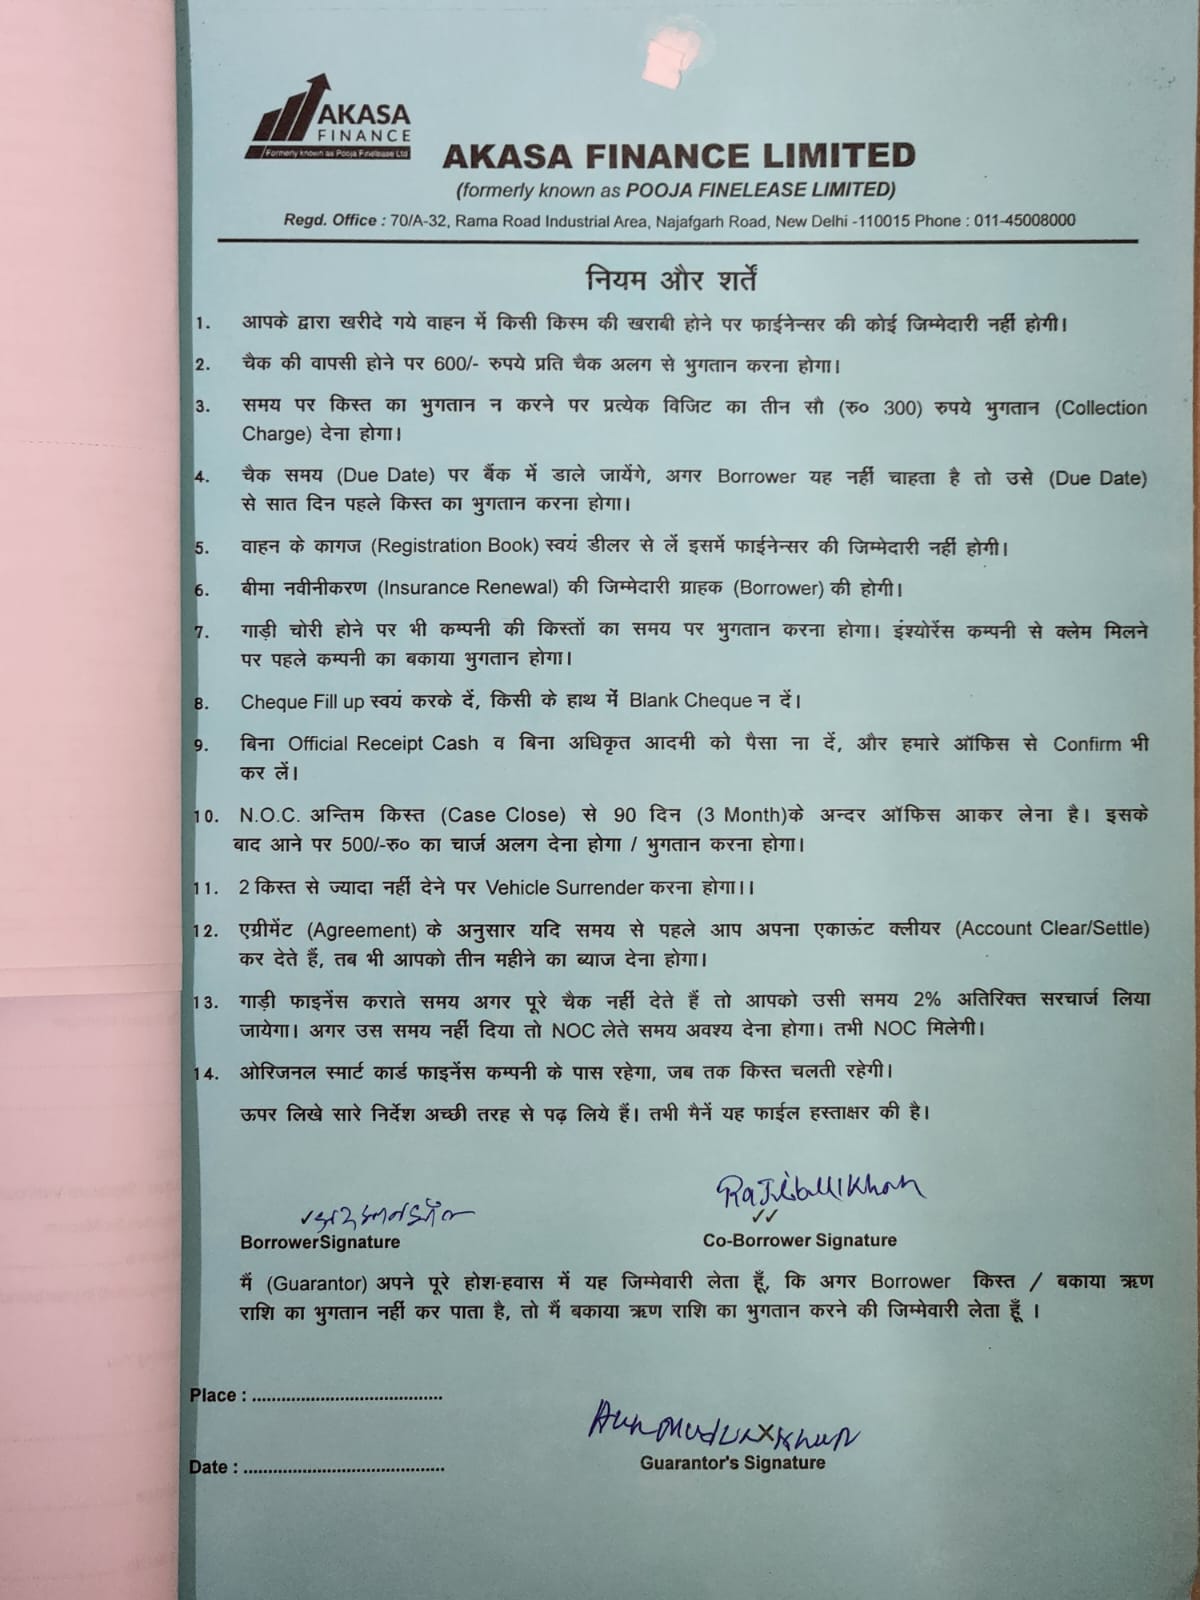 AKASA
FINANCE
Formerly known as Pooja Finelease Ltd
AKASA FINANCE LIMITED
(formerly known as POOJA FINELEASE LIMITED)
Regd. Office : 70/A-32, Rama Road Industrial Area, Najafgarh Road, New Delhi -110015 Phone : 011-45008000
नियम और शर्तें
1. आपके द्वारा खरीदे गये वाहन में किसी किस्म की खराबी होने पर फाईनेन्सर की कोई जिम्मेदारी नहीं होगी।
2. चैक की वापसी होने पर 600/- रुपये प्रति चैक अलग से भुगतान करना होगा।
3. समय पर किस्त का भुगतान न करने पर प्रत्येक विजिट का तीन सौ (रु० 300) रुपये भुगतान (Collection
Charge) देना होगा।
4. चैक समय (Due Date) पर बैंक में डाले जायेंगे, अगर Borrower यह नहीं चाहता है तो उसे (Due Date)
से सात दिन पहले किस्त का भुगतान करना होगा।
5. वाहन के कागज (Registration Book) स्वयं डीलर से लें इसमें फाईनेन्सर की जिम्मेदारी नहीं होगी।
6. बीमा नवीनीकरण (Insurance Renewal) की जिम्मेदारी ग्राहक (Borrower) की होगी।
7. गाड़ी चोरी होने पर भी कम्पनी की किस्तों का समय पर भुगतान करना होगा। इंश्योरेंस कम्पनी से क्लेम मिलने
पर पहले कम्पनी का बकाया भुगतान होगा।
8. Cheque Fill up स्वयं करके दें, किसी के हाथ में Blank Cheque न दें।
9. बिना Official Receipt Cash व बिना अधिकृत आदमी को पैसा ना दें, और हमारे ऑफिस से Confirm भी
कर लें।
10. N.O.C. अन्तिम किस्त (Case Close) से 90 दिन (3 Month)के अन्दर ऑफिस आकर लेना है। इसके
बाद आने पर 500/-रु० का चार्ज अलग देना होगा / भुगतान करना होगा।
11. 2 किस्त से ज्यादा नहीं देने पर Vehicle Surrender करना होगा।।
12. एग्रीमेंट (Agreement) के अनुसार यदि समय से पहले आप अपना एकाऊंट क्लीयर (Account Clear/Settle)
कर देते हैं, तब भी आपको तीन महीने का ब्याज देना होगा।
13. गाड़ी फाइनेंस कराते समय अगर पूरे चैक नहीं देते हैं तो आपको उसी समय 2% अतिरिक्त सरचार्ज लिया
जायेगा। अगर उस समय नहीं दिया तो NOC लेते समय अवश्य देना होगा। तभी NOC मिलेगी।
14. ओरिजनल स्मार्ट कार्ड फाइनेंस कम्पनी के पास रहेगा, जब तक किस्त चलती रहेगी।
ऊपर लिखे सारे निर्देश अच्छी तरह से पढ़ लिये हैं। तभी मैनें यह फाईल हस्ताक्षर की है।
BorrowerSignature
Co-Borrower Signature
मैं (Guarantor) अपने पूरे होश-हवास में यह जिम्मेवारी लेता हूँ, कि अगर Borrower किस्त / बकाया ऋण
राशि का भुगतान नहीं कर पाता है, तो मैं बकाया ऋण राशि का भुगतान करने की जिम्मेवारी लेता हूँ ।
Place : .......................................
Date : .........................................
Guarantor's Signature